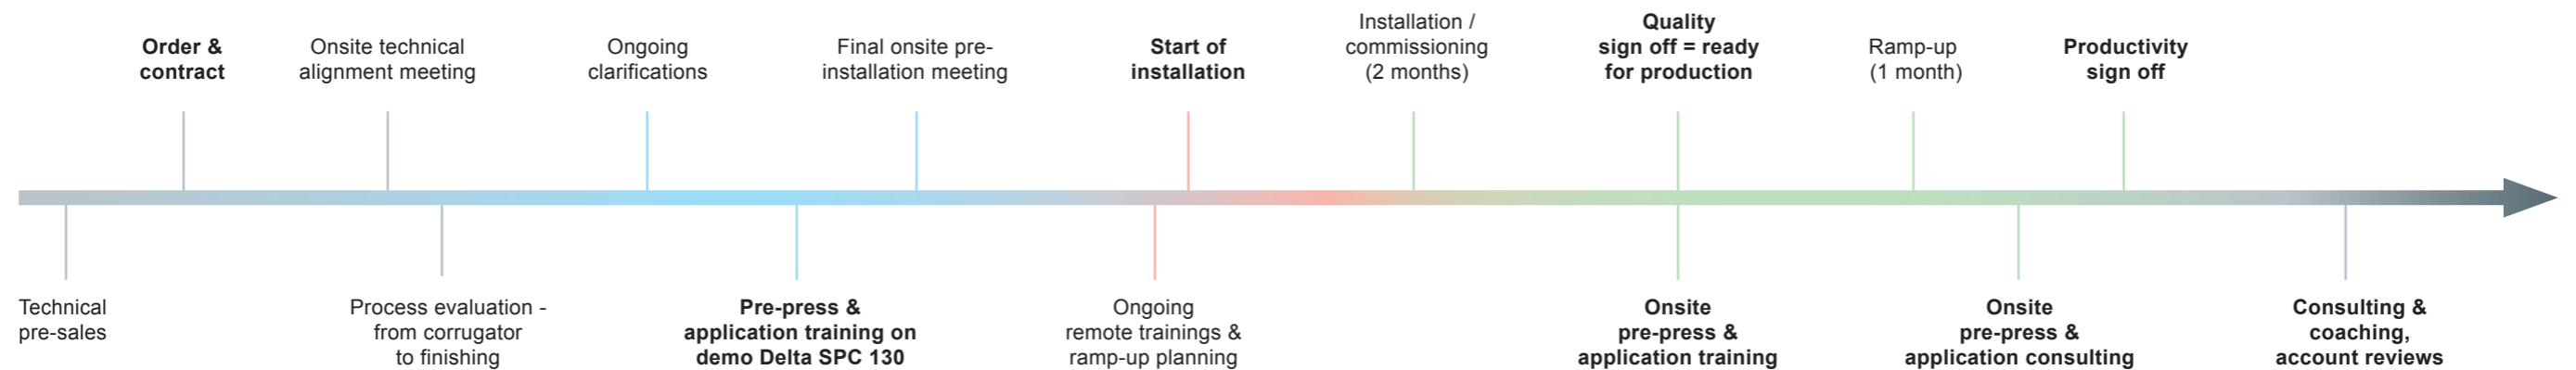 Order &
contract
Onsite technical
alignment meeting
Ongoing
clarifications
Final onsite pre-
installation meeting
Start of
installation
Installation /
commissioning
(2 months)
Quality
sign off = ready
for production
Ramp-up
(1 month)
Productivity
sign off
Technical
pre-sales
Process evaluation -
from corrugator
to finishing
Pre-press &
application training on
demo Delta SPC 130
Ongoing
remote trainings &
ramp-up planning
Onsite
pre-press &
application training
Onsite
pre-press &
application consulting
Consulting &
coaching,
account reviews